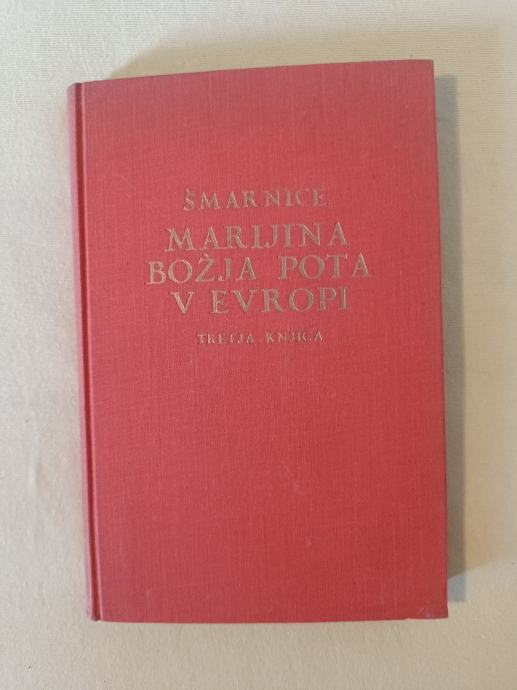 ŠMARNICE
MARIJINA
BOŽJA POTA
V EVROPI
TRETJA KNJIGA